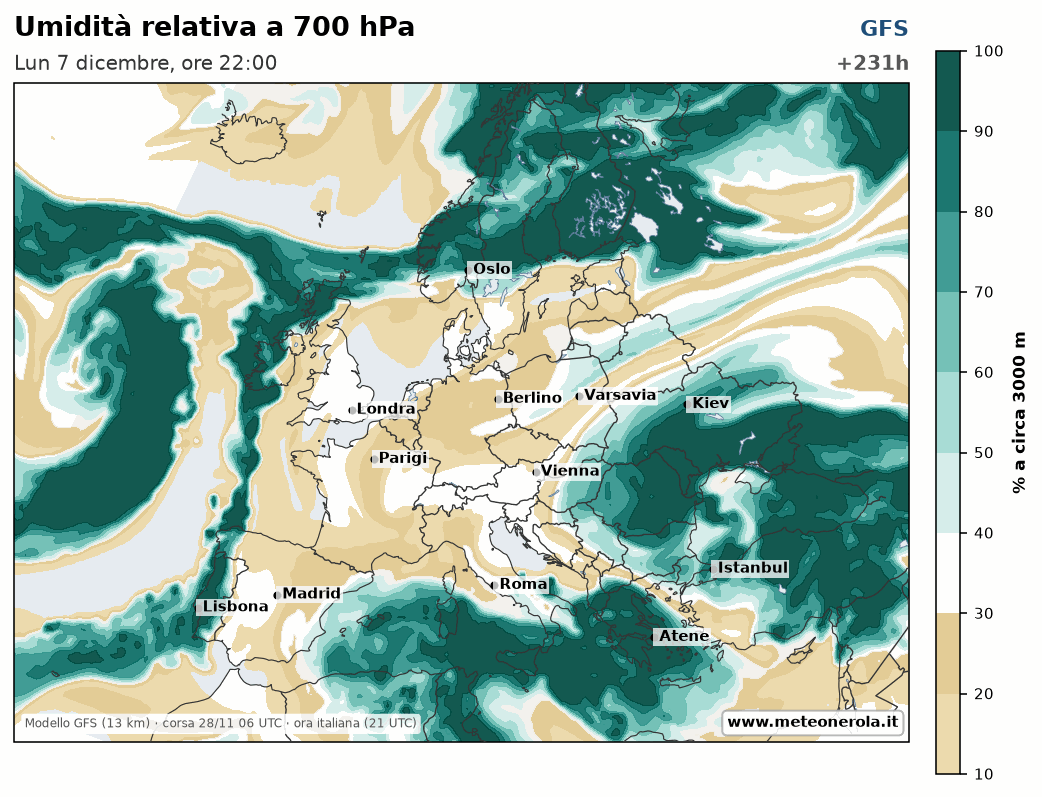 Umidità relativa a 700 hPa
GFS
Lun 7 dicembre, ore 22:00
+231h
100
90
80
70
60
50
40
30
20
10
% a circa 3000 m
Oslo
Berlino
Varsavia
Kiev
Londra
Parigi
Vienna
Istanbul
Roma
Madrid
Lisbona
Atene
Modello GFS (13 km) · corsa 28/11 06 UTC · ora italiana (21 UTC)
www.meteonerola.it